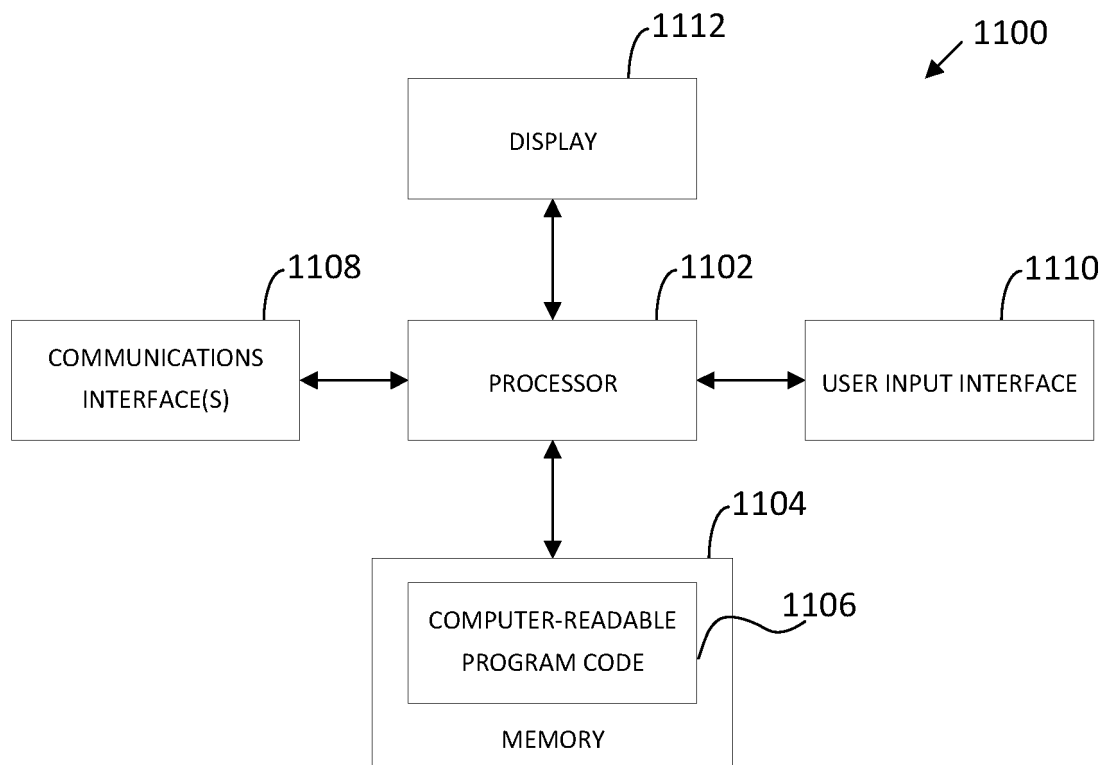 1112
1100
DISPLAY
1108
1102
1110
COMMUNICATIONS
INTERFACE(S)
PROCESSOR
USER INPUT INTERFACE
1104
1106
COMPUTER-READABLE
PROGRAM CODE
MEMORY